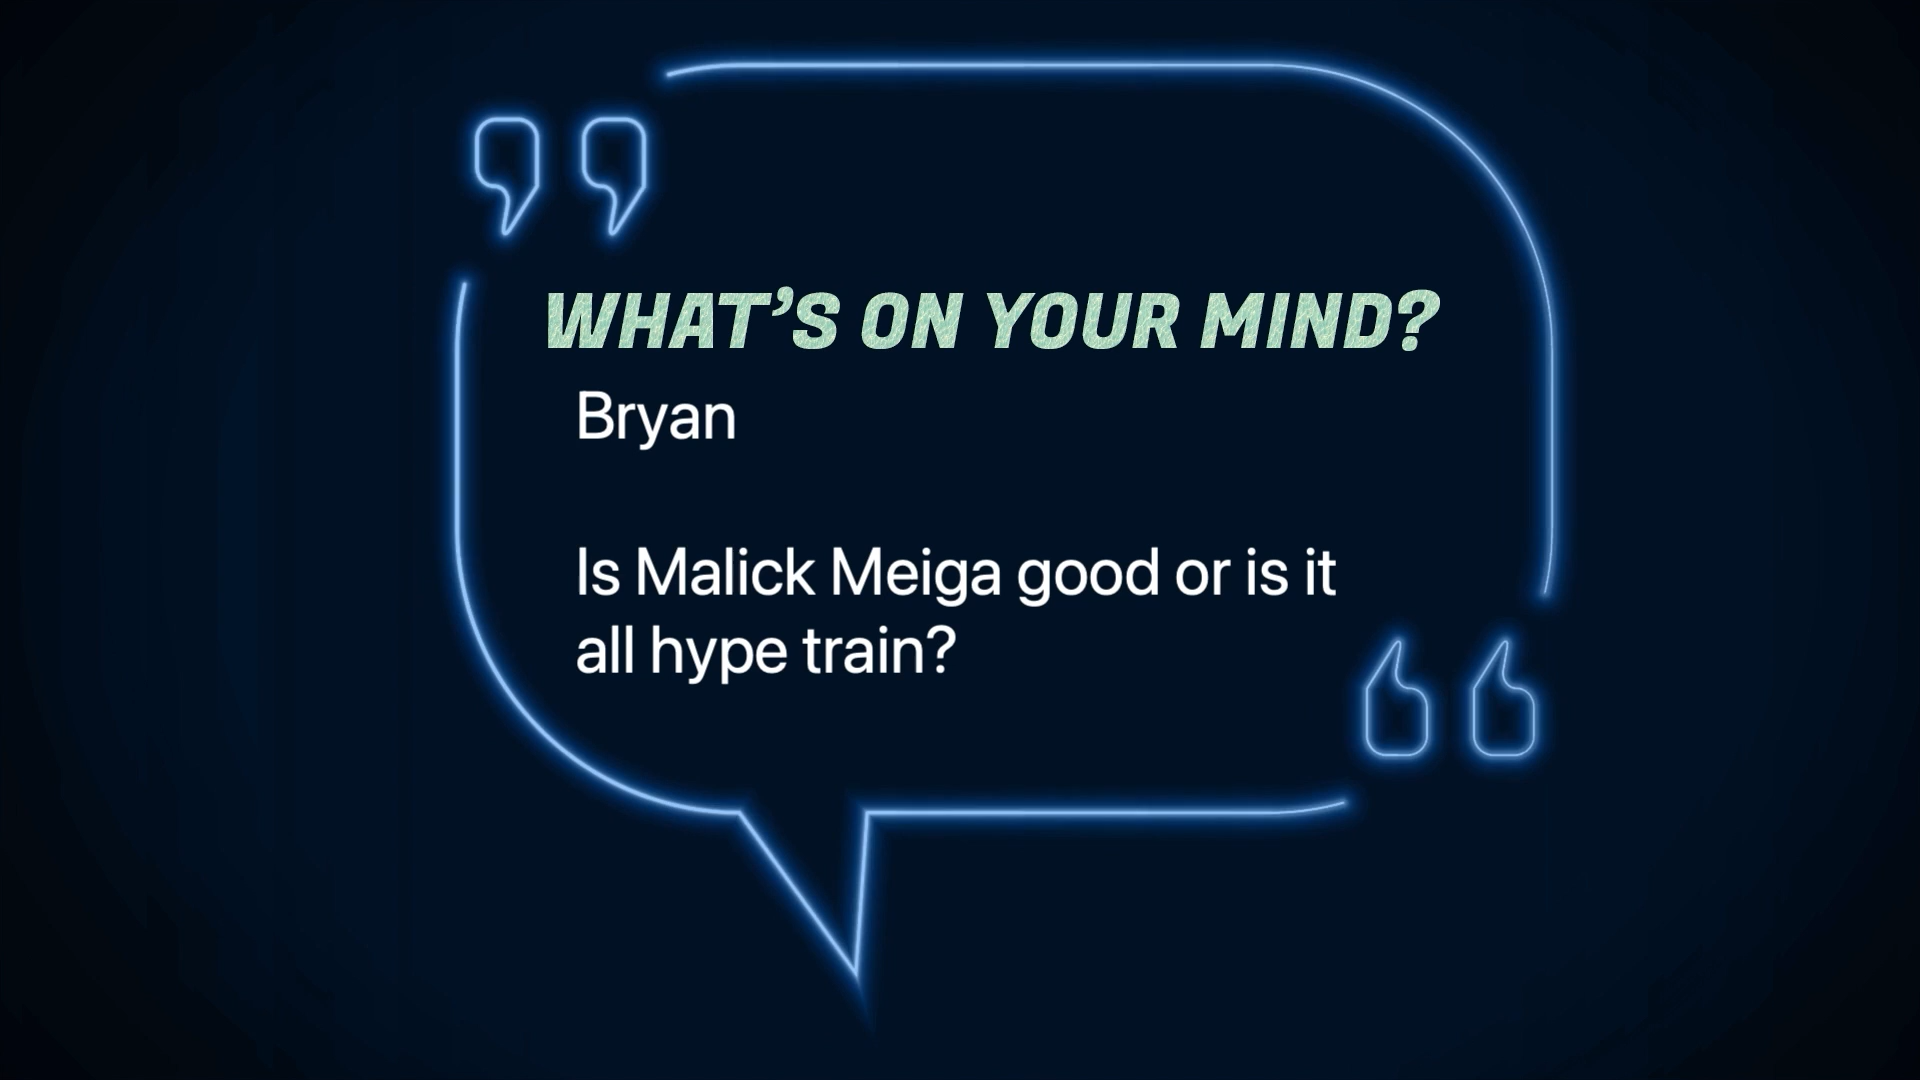 WHAT’S ON YOUR MIND?
Bryan
Is Malick Meiga good or is it
all hype train?